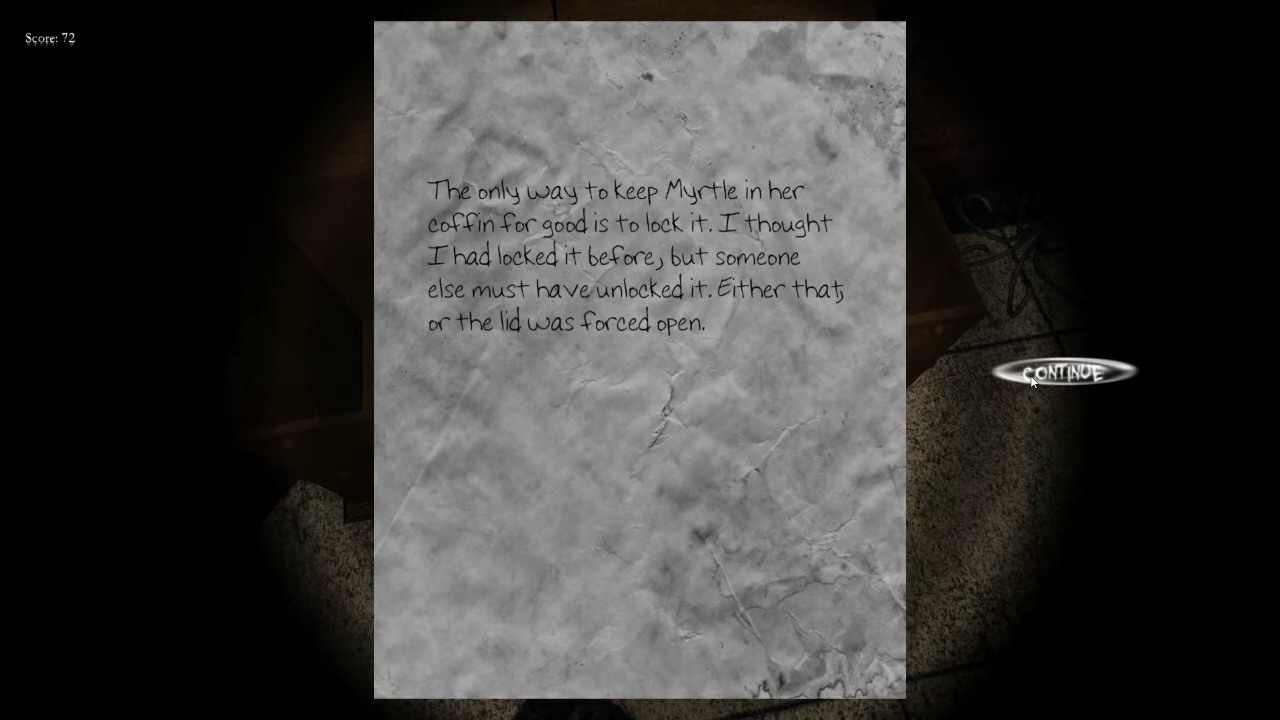 Score: 72
The only way to keep Myrtle in her
coffin for good is to lock it. I thought
I had locked it before, but someone
else must have unlocked it. Either that,
or the lid was forced open.
CONTINUE